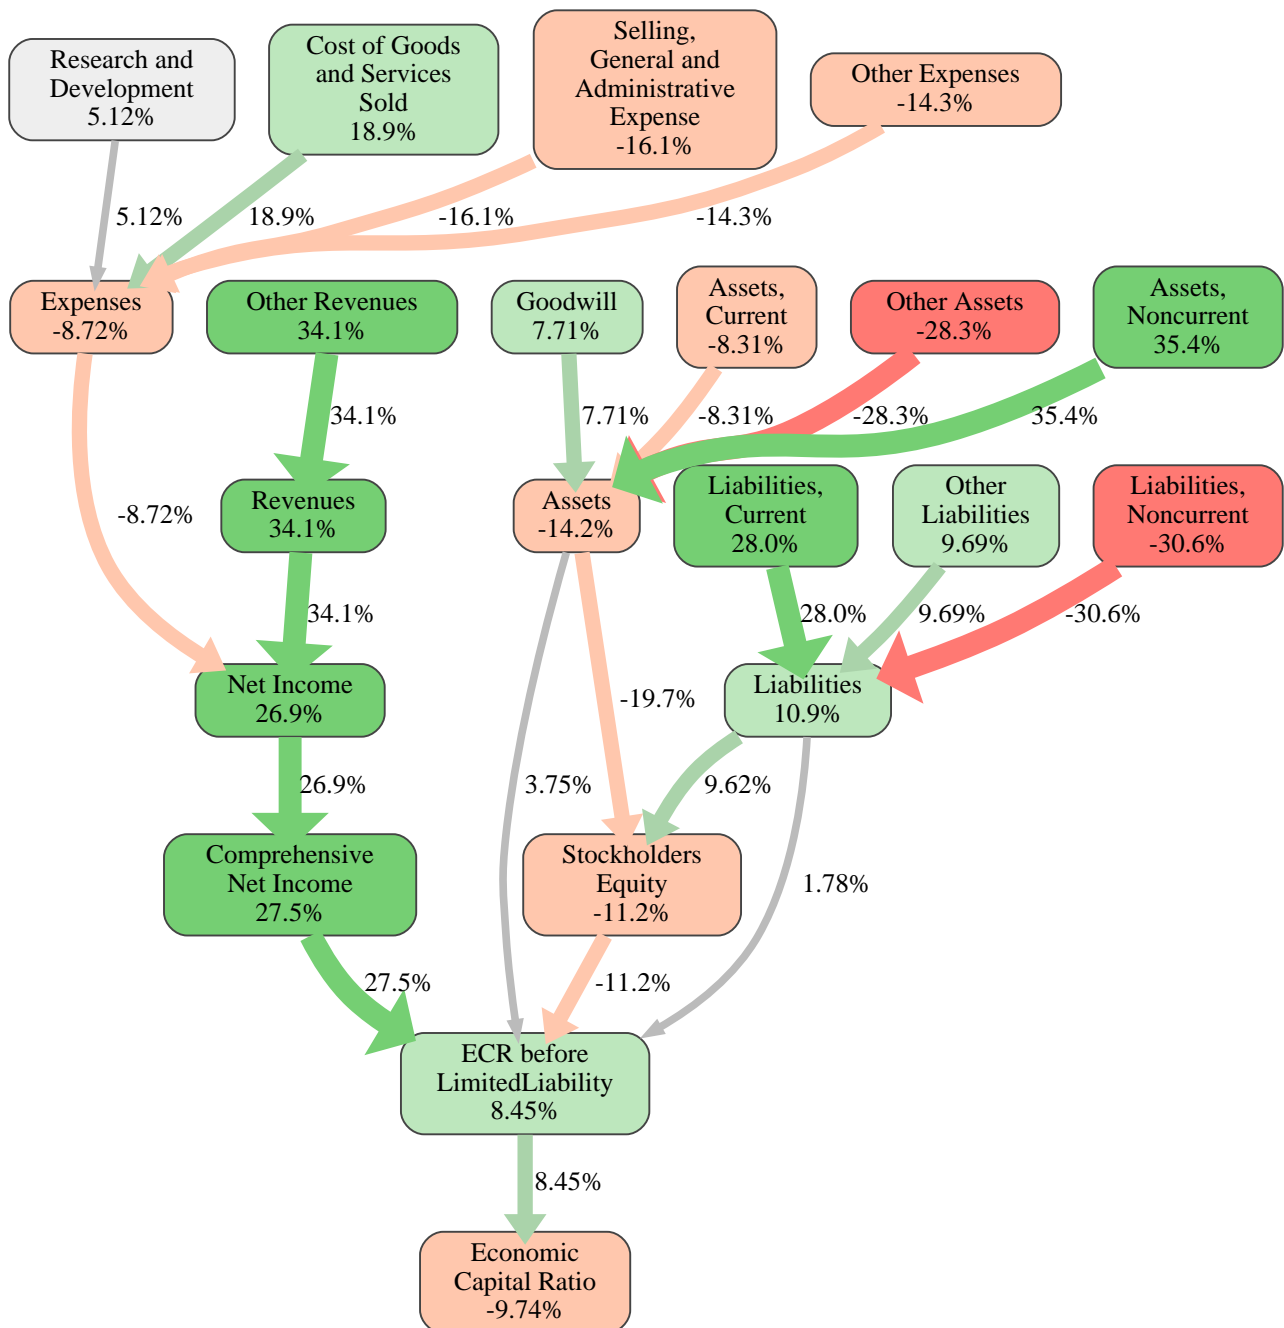 Research and
Development
5.12%
Cost of Goods
and Services
Sold
18.9%
Selling,
General and
Administrative
Expense
-16.1%
Other Expenses
-14.3%
5.12%
18.9%
-16.1%
-14.3%
Expenses
-8.72%
Other Revenues
34.1%
Goodwill
7.71%
Assets,
Current
-8.31%
Other Assets
-28.3%
Assets,
Noncurrent
35.4%
34.1%
7.71%
-8.31%
-28.3%
35.4%
-8.72%
Revenues
34.1%
Assets
-14.2%
Liabilities,
Current
28.0%
Other
Liabilities
9.69%
Liabilities,
Noncurrent
-30.6%
34.1%
28.0%
9.69%
-30.6%
Net Income
26.9%
-19.7%
Liabilities
10.9%
26.9%
3.75%
9.62%
Comprehensive
Net Income
27.5%
Stockholders
Equity
-11.2%
1.78%
27.5%
-11.2%
ECR before
LimitedLiability
8.45%
8.45%
Economic
Capital Ratio
-9.74%